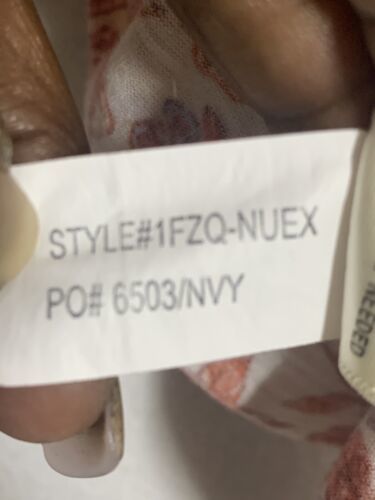 STYLE#1FZQ-NUEX
PO# 6503/NVY
NEEDED